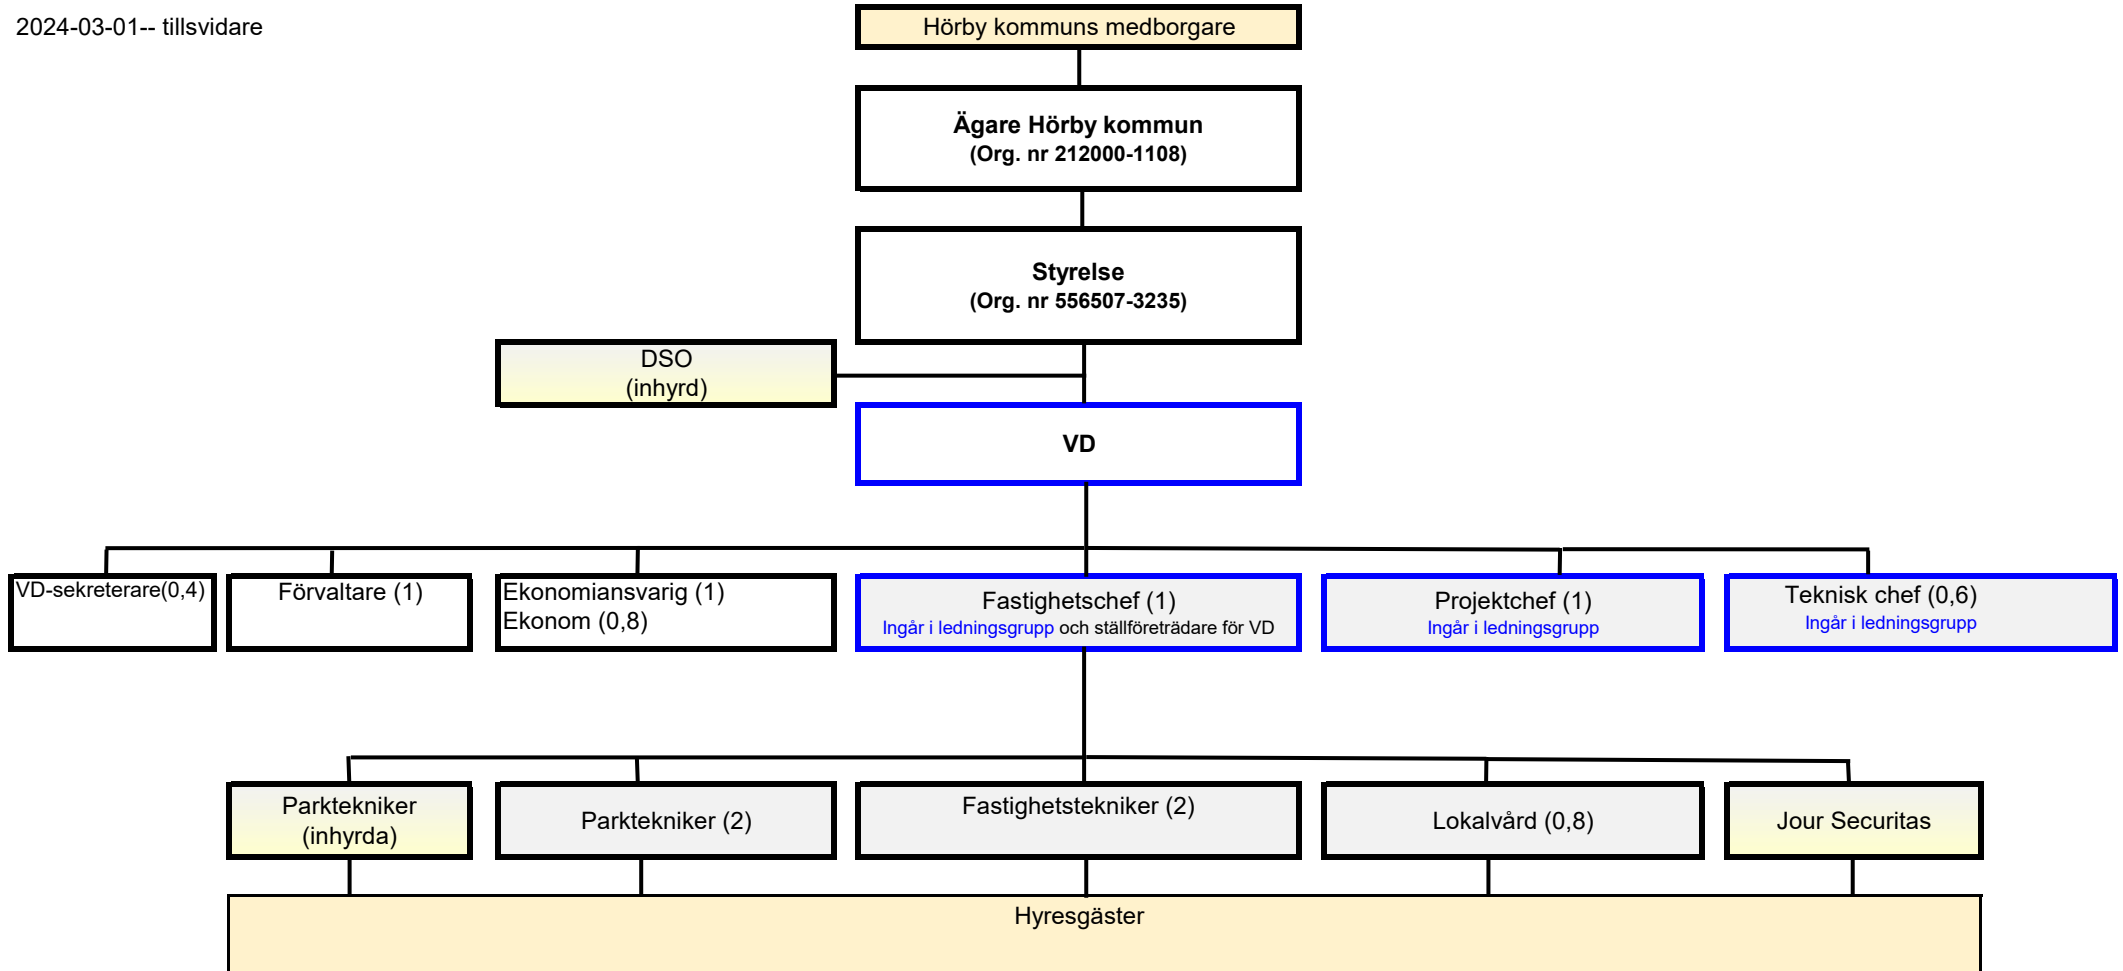 2024-03-01-- tillsvidare
Hörby kommuns medborgare
Ägare Hörby kommun
(Org. nr 212000-1108)
Styrelse
(Org. nr 556507-3235)
DSO
(inhyrd)
VD
VD-sekreterare(0,4)
Förvaltare (1)
Ekonomiansvarig (1)
Ekonom (0,8)
Fastighetschef (1)
Ingår i ledningsgrupp och ställföreträdare för VD
Projektchef (1)
Ingår i ledningsgrupp
Teknisk chef (0,6)
Ingår i ledningsgrupp
Parktekniker
(inhyrda)
Parktekniker (2)
Fastighetstekniker (2)
Lokalvård (0,8)
Jour Securitas
Hyresgäster